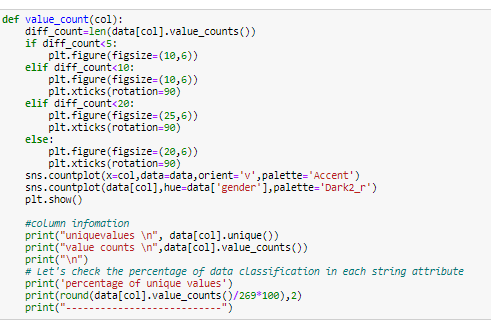 def value_count(col):
    diff_count=len(data[col].value_counts())
    if diff_count<5:
        plt.figure(figsize=(10,6))
    elif diff_count<10:
        plt.figure(figsize=(10,6))
        plt.xticks(rotation=90)
    elif diff_count<20:
        plt.figure(figsize=(25,6))
        plt.xticks(rotation=90)
    else:
        plt.figure(figsize=(20,6))
        plt.xticks(rotation=90)
    sns.countplot(x=col,data=data,orient='v',palette='Accent')
    sns.countplot(data[col],hue=data['gender'],palette='Dark2_r')
    plt.show()

    #column infomation
    print("uniquevalues \n", data[col].unique())
    print("value counts \n",data[col].value_counts())
    print("\n")
    # Let's check the percentage of data classification in each string attribute
    print('percentage of unique values')
    print(round(data[col].value_counts()/269*100),2)
    print("---------------------------")